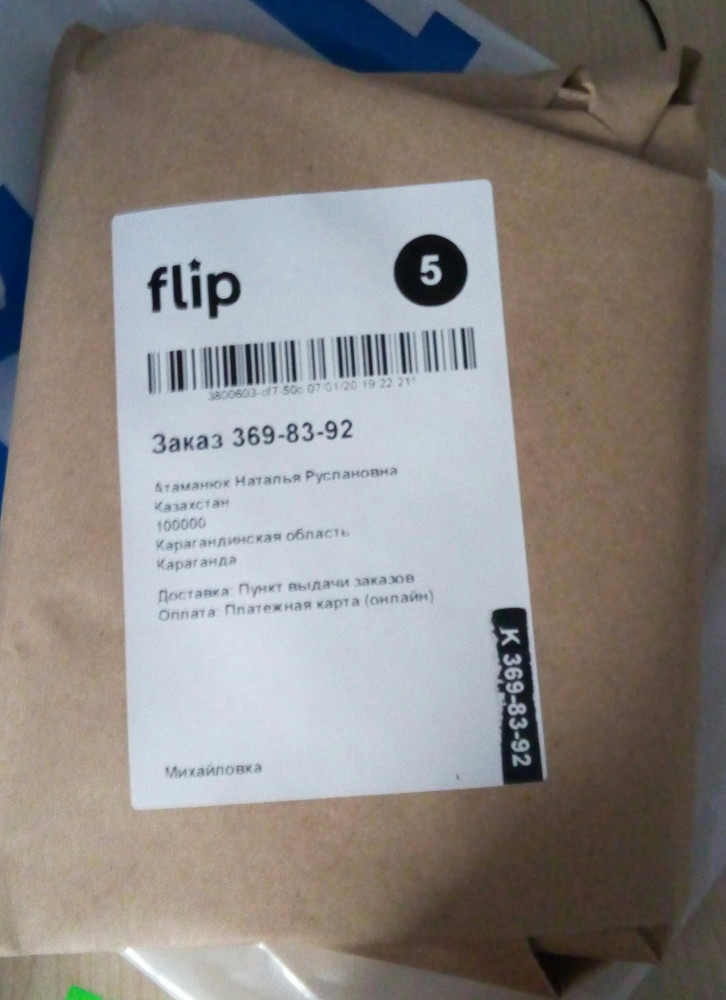 flip
5
3800603-cf7-50c 07/01/20 19:22 211
Заказ 369-83-92
Атаманюк Наталья Руслановна
Казахстан
100000
Карагандинская область
Караганда
Доставка: Пункт выдачи заказов
Оплата: Платежная карта (онлайн)
К 369-83-92
Михайловка